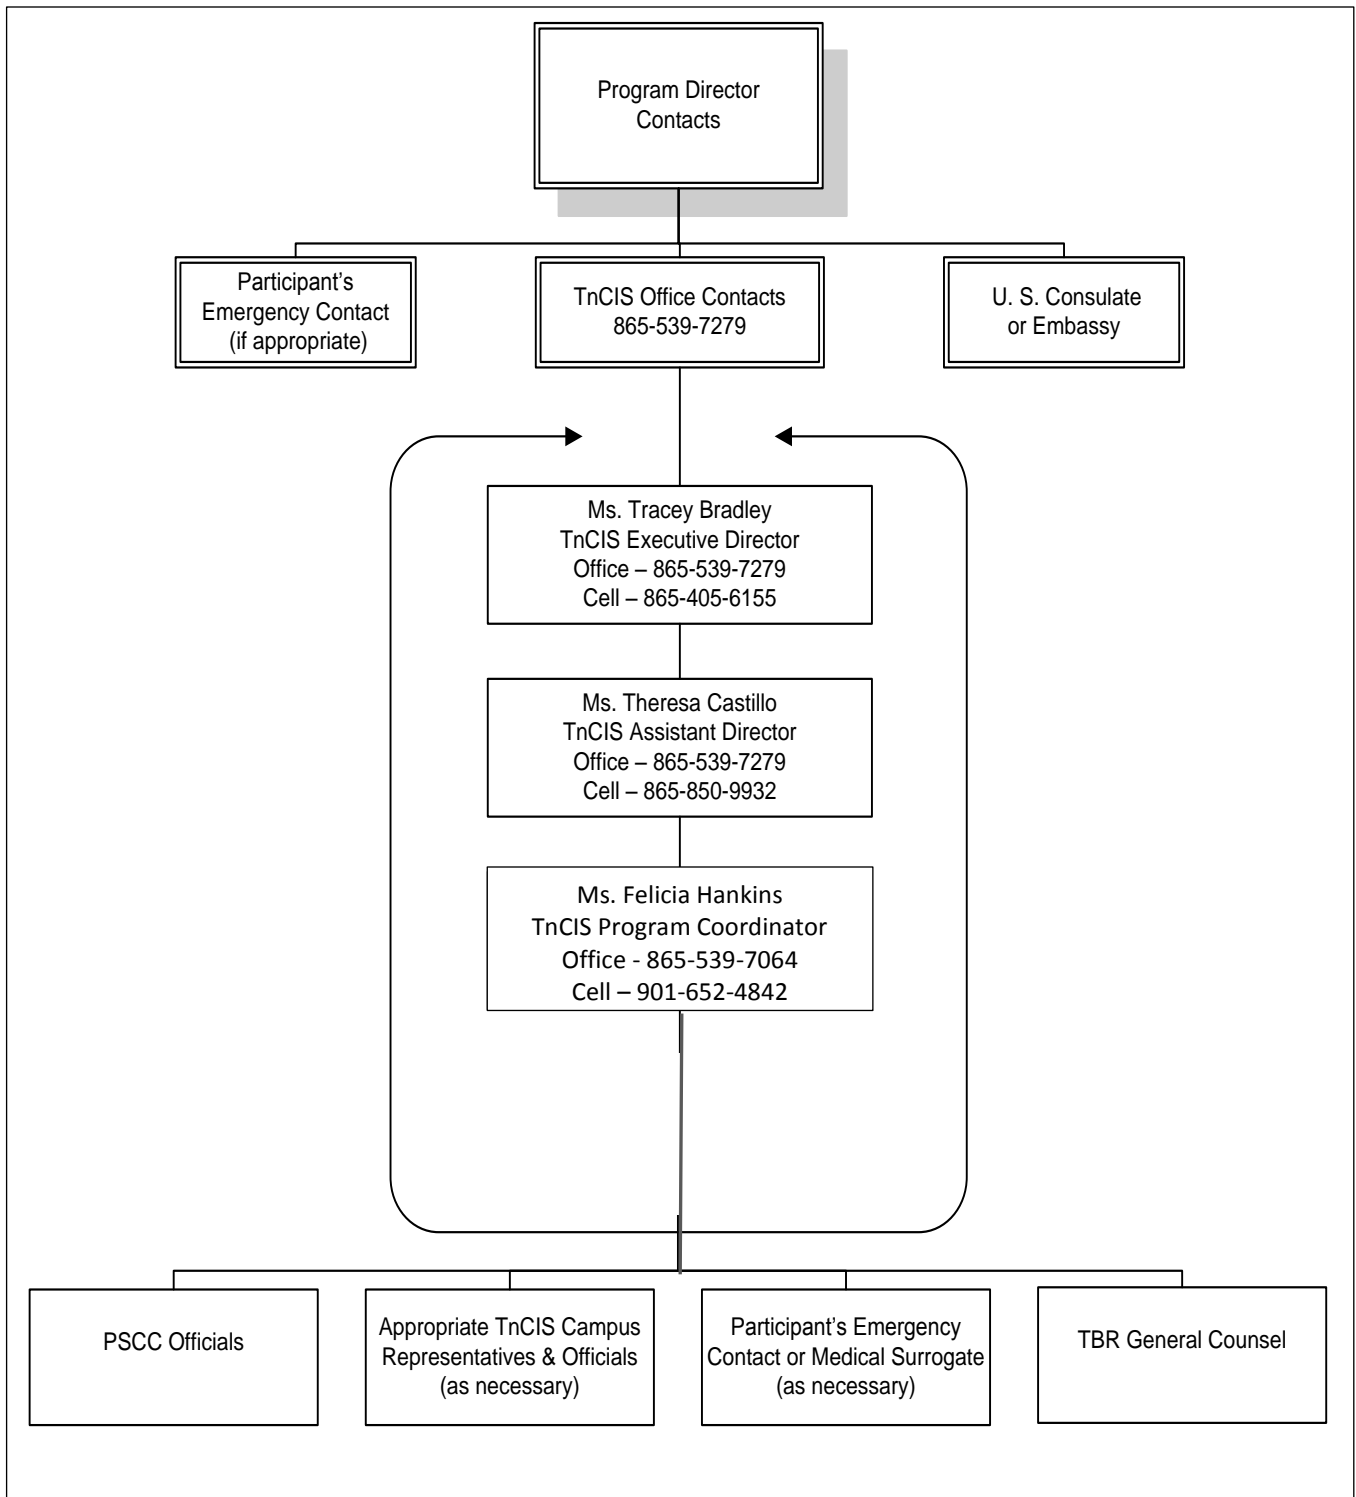 Program Director
Contacts
Participant's
Emergency Contact
(if appropriate)
TnCIS Office Contacts
865-539-7279
U. S. Consulate
or Embassy
Ms. Tracey Bradley
TnCIS Executive Director
Office – 865-539-7279
Cell – 865-405-6155
Ms. Theresa Castillo
TnCIS Assistant Director
Office – 865-539-7279
Cell – 865-850-9932
Ms. Felicia Hankins
TnCIS Program Coordinator
Office - 865-539-7064
Cell – 901-652-4842
PSCC Officials
Appropriate TnCIS Campus
Representatives & Officials
(as necessary)
Participant's Emergency
Contact or Medical Surrogate
(as necessary)
TBR General Counsel